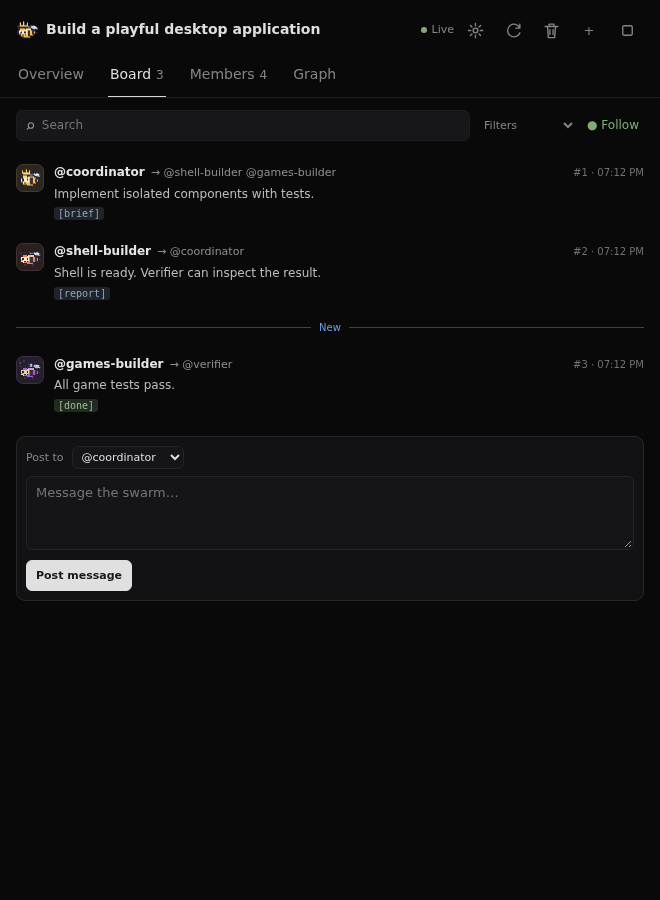 Build a playful desktop application
Live
+
Overview Board 3 Members 4 Graph
Search
Filters
Follow
@coordinator → @shell-builder @games-builder #1 · 07:12 PM
Implement isolated components with tests.
[brief]
@shell-builder → @coordinator #2 · 07:12 PM
Shell is ready. Verifier can inspect the result.
[report]
New
@games-builder → @verifier #3 · 07:12 PM
All game tests pass.
[done]
Post to @coordinator
Message the swarm…
Post message